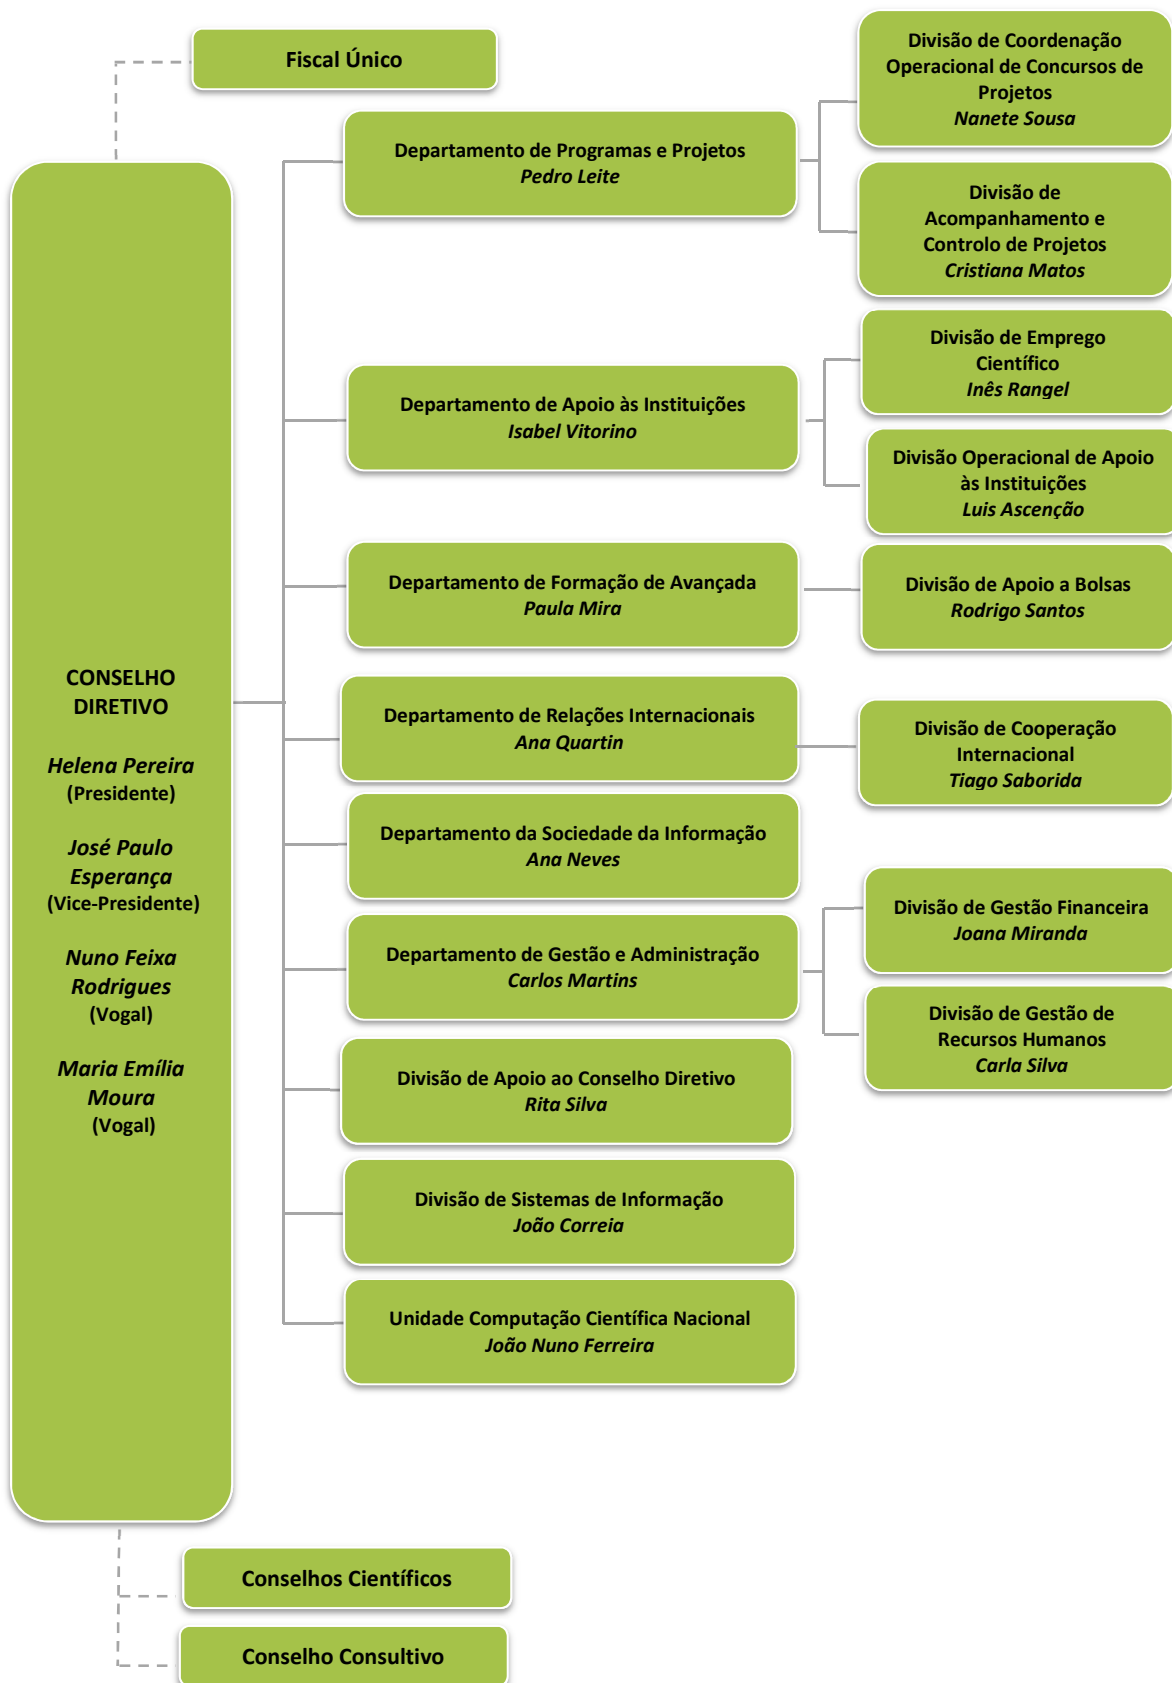 Fiscal Único
Divisão de Coordenação
Operacional de Concursos de
Projetos
Nanete Sousa
Departamento de Programas e Projetos
Pedro Leite
Divisão de
Acompanhamento e
Controlo de Projetos
Cristiana Matos
Divisão de Emprego
Científico
Inês Rangel
Departamento de Apoio às Instituições
Isabel Vitorino
Divisão Operacional de Apoio
às Instituições
Luis Ascenção
Departamento de Formação de Avançada
Paula Mira
Divisão de Apoio a Bolsas
Rodrigo Santos
CONSELHO
DIRETIVO
Helena Pereira
(Presidente)
José Paulo
Esperança
(Vice-Presidente)
Nuno Feixa
Rodrigues
(Vogal)
Maria Emília
Moura
(Vogal)
Departamento de Relações Internacionais
Ana Quartin
Divisão de Cooperação
Internacional
Tiago Saborida
Departamento da Sociedade da Informação
Ana Neves
Departamento de Gestão e Administração
Carlos Martins
Divisão de Gestão Financeira
Joana Miranda
Divisão de Gestão de
Recursos Humanos
Carla Silva
Divisão de Apoio ao Conselho Diretivo
Rita Silva
Divisão de Sistemas de Informação
João Correia
Unidade Computação Científica Nacional
João Nuno Ferreira
Conselhos Científicos
Conselho Consultivo